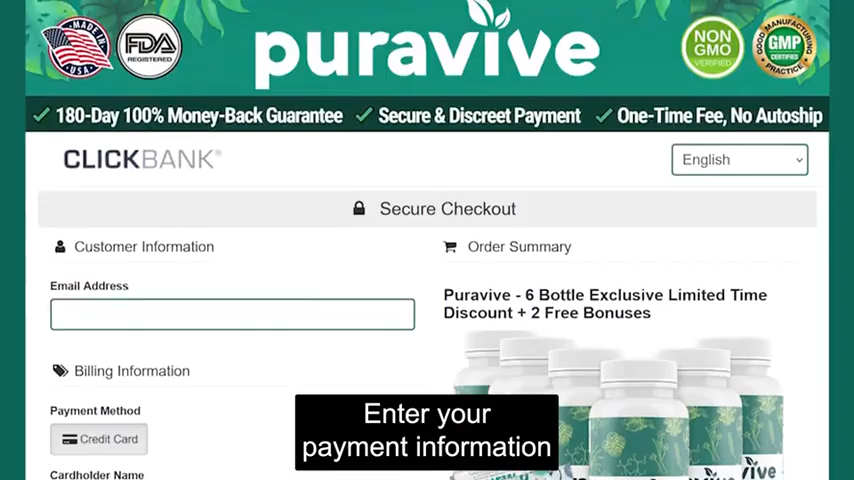 MADE IN
USA
FDA
REGISTERED
puravive
NON
GMO
VERIFIED
GOOD MANUFACTURING
GMP
CERTIFIED
PRACTICE
180-Day 100% Money-Back Guarantee
Secure & Discreet Payment
One-Time Fee, No Autoship
CLICKBANK®
English
Secure Checkout
Customer Information
Order Summary
Email Address
Puravive - 6 Bottle Exclusive Limited Time
Discount + 2 Free Bonuses
Billing Information
Payment Method
Credit Card
Enter your
payment information
Cardholder Name